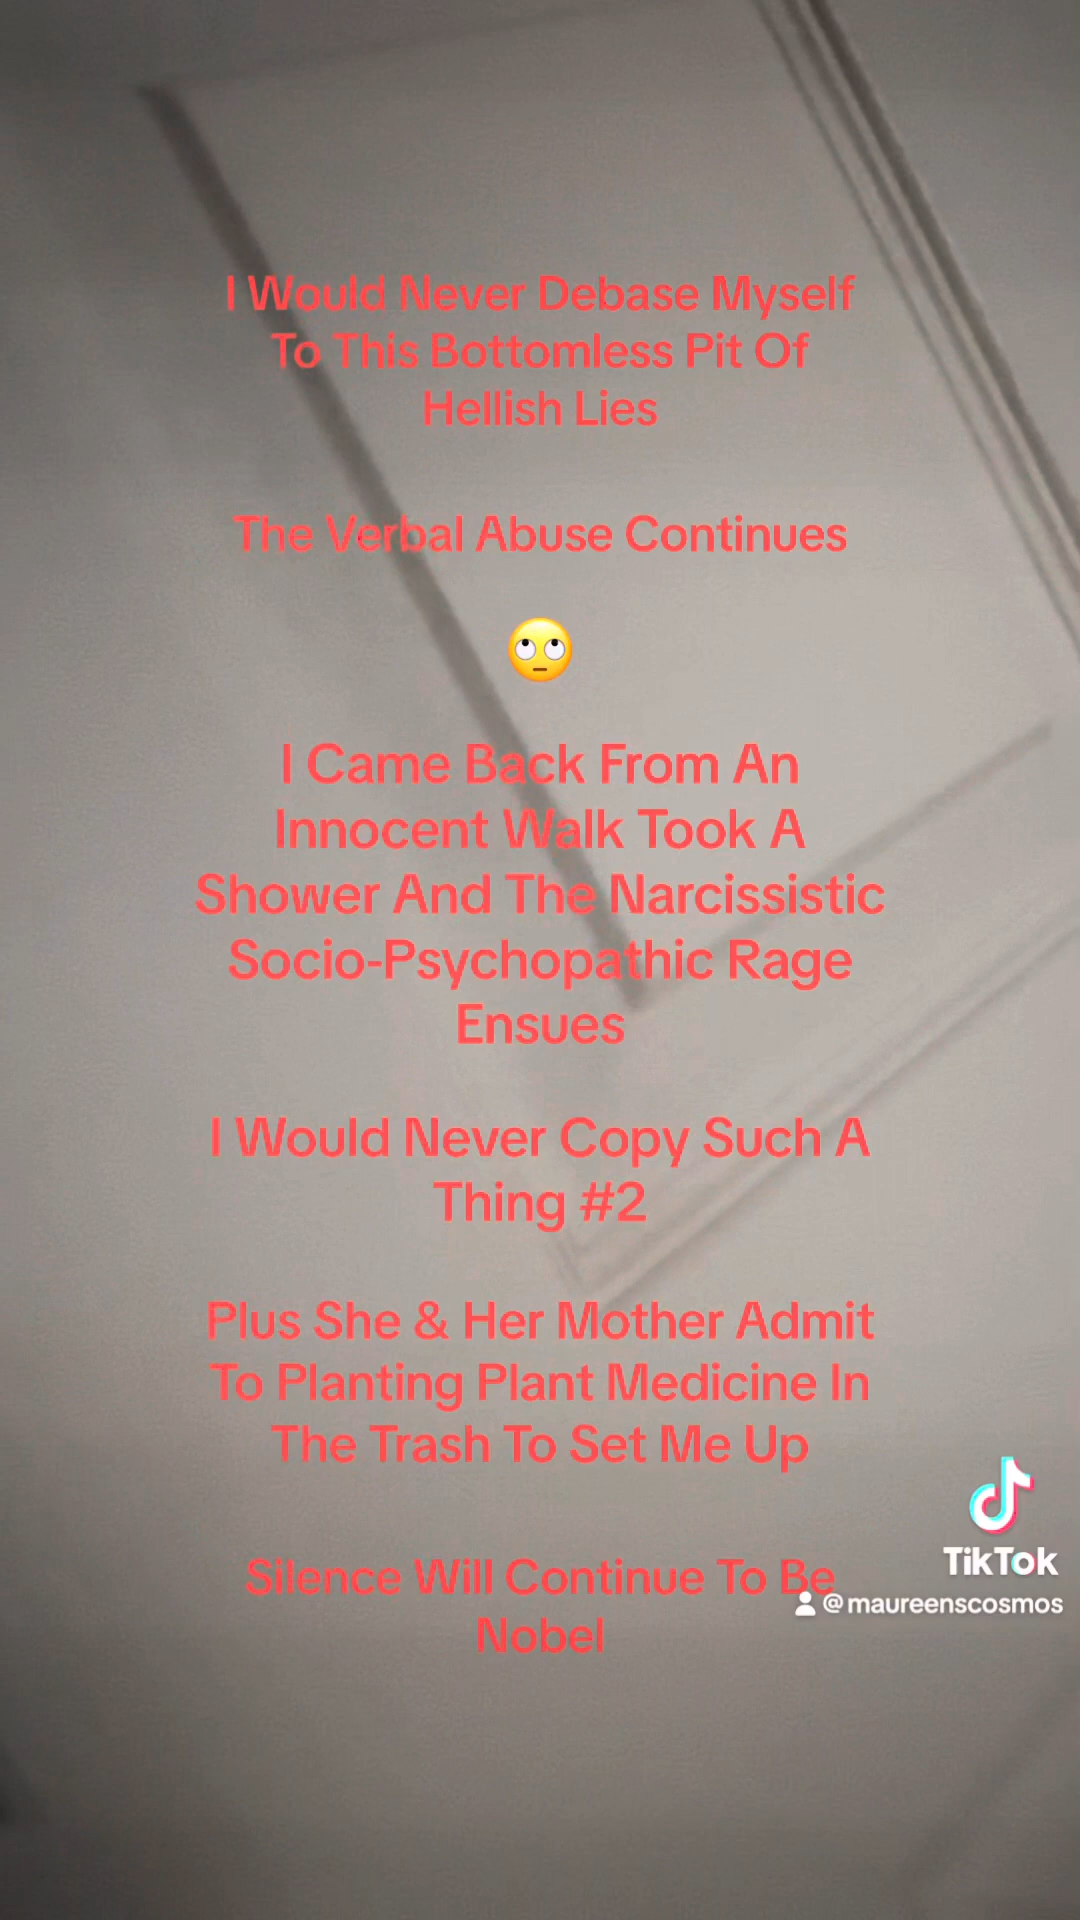 I Would Never Debase Myself
To This Bottomless Pit Of
Hellish Lies
The Verbal Abuse Continues
🙄
I Came Back From An
Innocent Walk Took A
Shower And The Narcissistic
Socio-Psychopathic Rage
Ensues
I Would Never Copy Such A
Thing #2
Plus She & Her Mother Admit
To Planting Plant Medicine In
The Trash To Set Me Up
Silence Will Continue To Be
Nobel
TikTok
@maureenscosmos